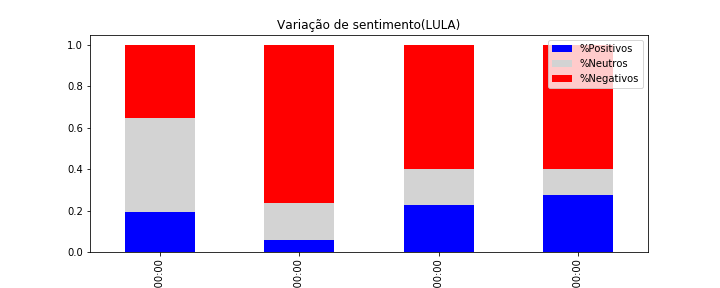 Variação de sentimento(LULA)
%Positivos
%Neutros
%Negativos
1.0
0.8
0.6
0.4
0.2
0.0
00:00
00:00
00:00
00:00